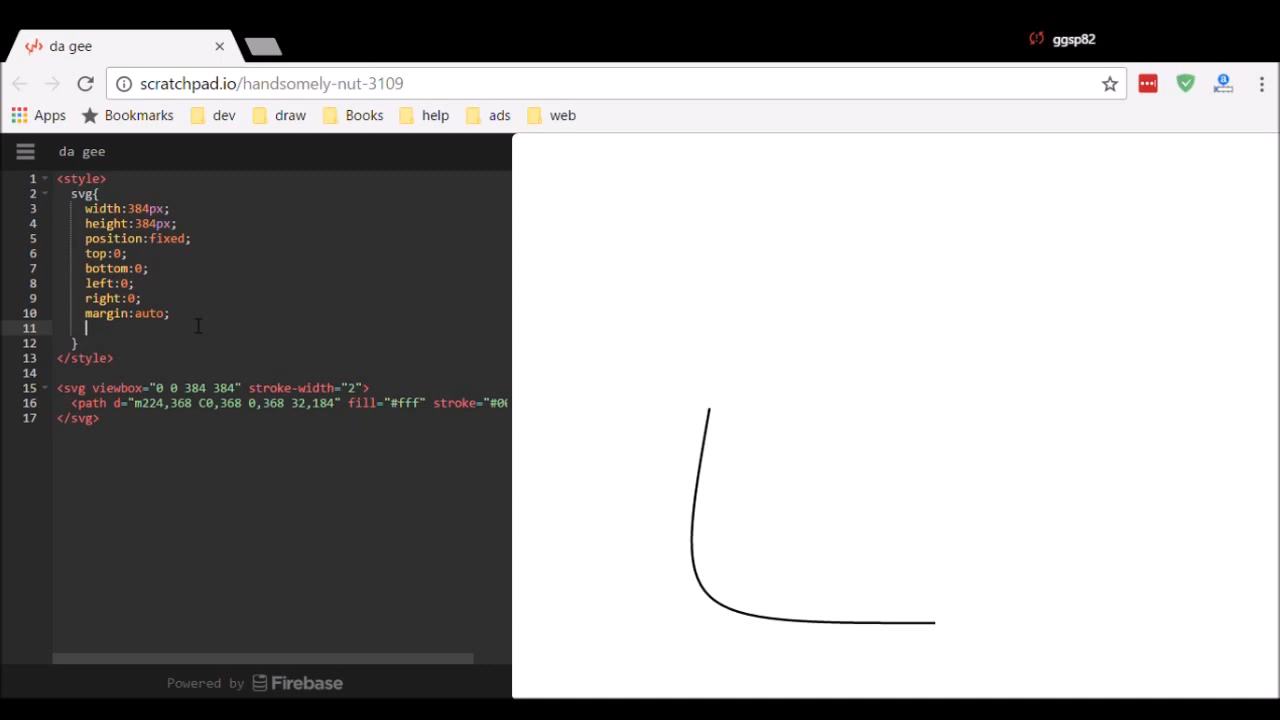 da gee
ggsp82
scratchpad.io/handsomely-nut-3109
Apps Bookmarks dev draw Books help ads web
da gee
1 <style>
2 svg{
3 width:384px;
4 height:384px;
5 position:fixed;
6 top:0;
7 bottom:0;
8 left:0;
9 right:0;
10 margin:auto;
11
12 }
13 </style>
14
15 <svg viewbox="0 0 384 384" stroke-width="2">
16 <path d="m224,368 C0,368 0,368 32,184" fill="#fff" stroke="#0
17 </svg>
Powered by Firebase